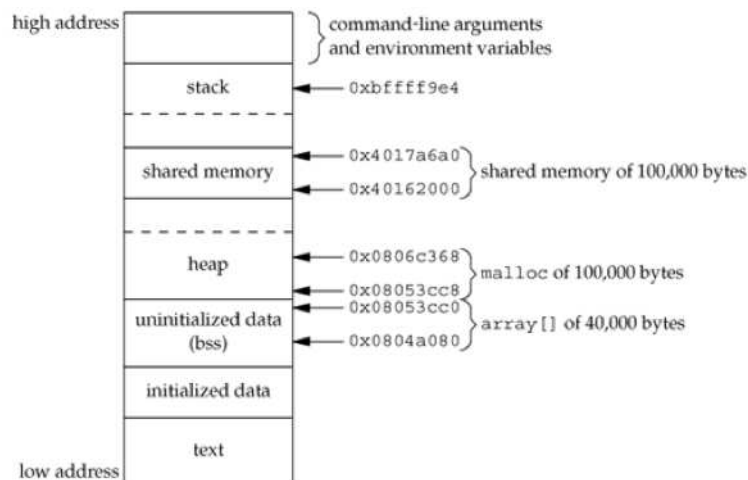 high address
command-line arguments
and environment variables
stack
0xbffff9e4
0x4017a6a0
shared memory
shared memory of 100,000 bytes
0x40162000
0x0806c368
heap
malloc of 100,000 bytes
0x08053cc8
0x08053cc0
uninitialized data
(bss)
array[] of 40,000 bytes
0x0804a080
initialized data
text
low address